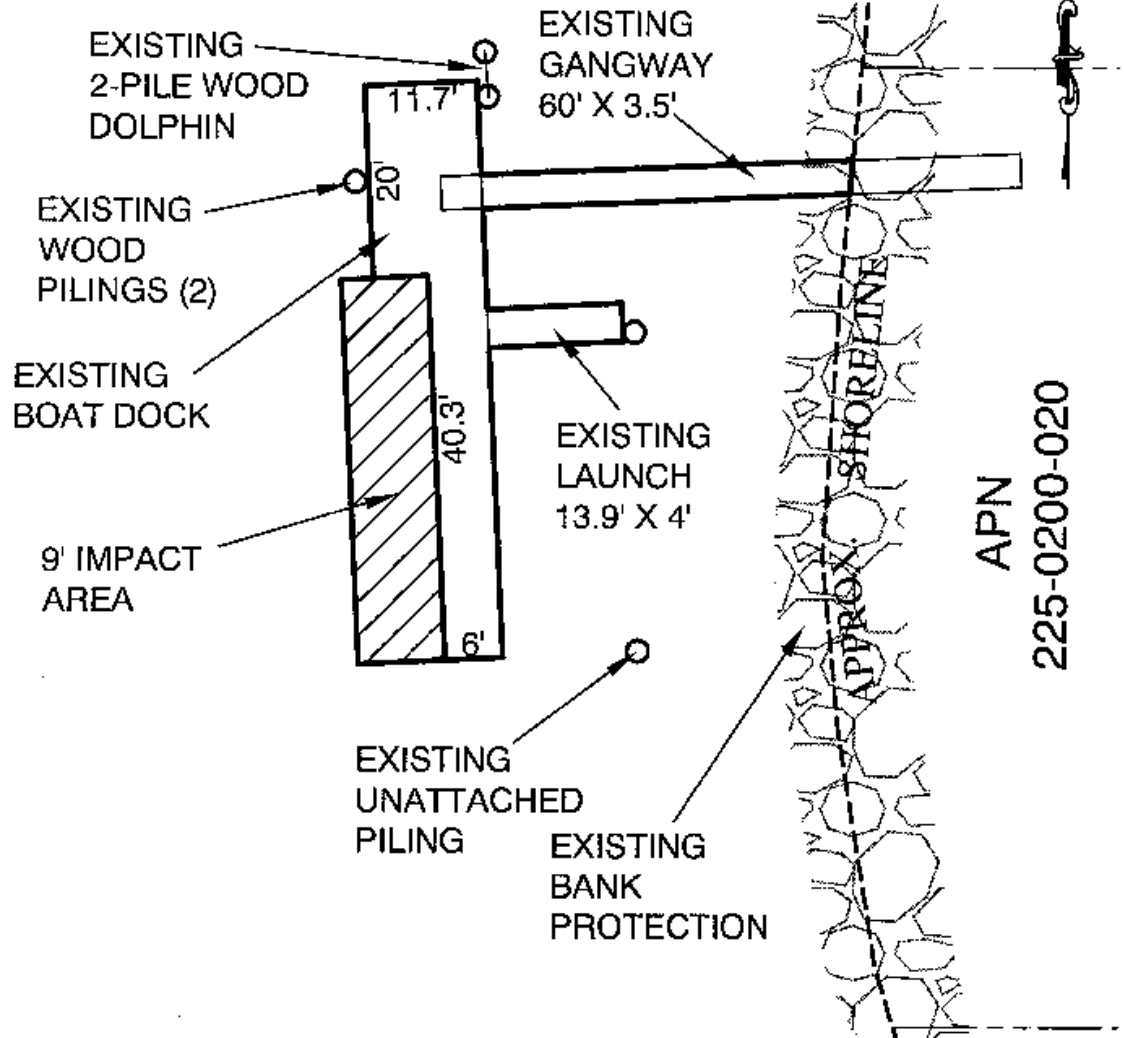 EXISTING
2-PILE WOOD
DOLPHIN
EXISTING
GANGWAY
60' X 3.5'
11.7'
20'
EXISTING
WOOD
PILINGS (2)
EXISTING
BOAT DOCK
40.3'
EXISTING
LAUNCH
13.9' X 4'
9' IMPACT
AREA
6'
EXISTING
UNATTACHED
PILING
EXISTING
BANK
PROTECTION
APPROX. SHORELINE
APN
225-0200-020